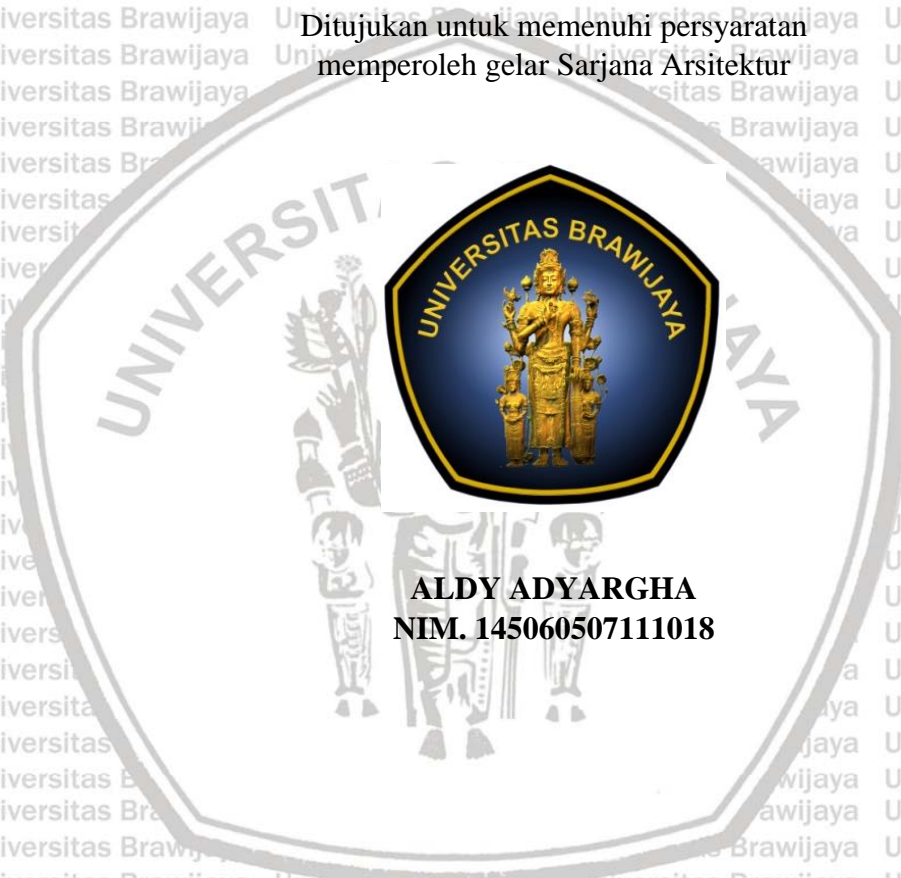 Ditujukan untuk memenuhi persyaratan
memperoleh gelar Sarjana Arsitektur
UNIVERSITAS BRAWIJAYA
ALDY ADYARGHA
NIM. 145060507111018